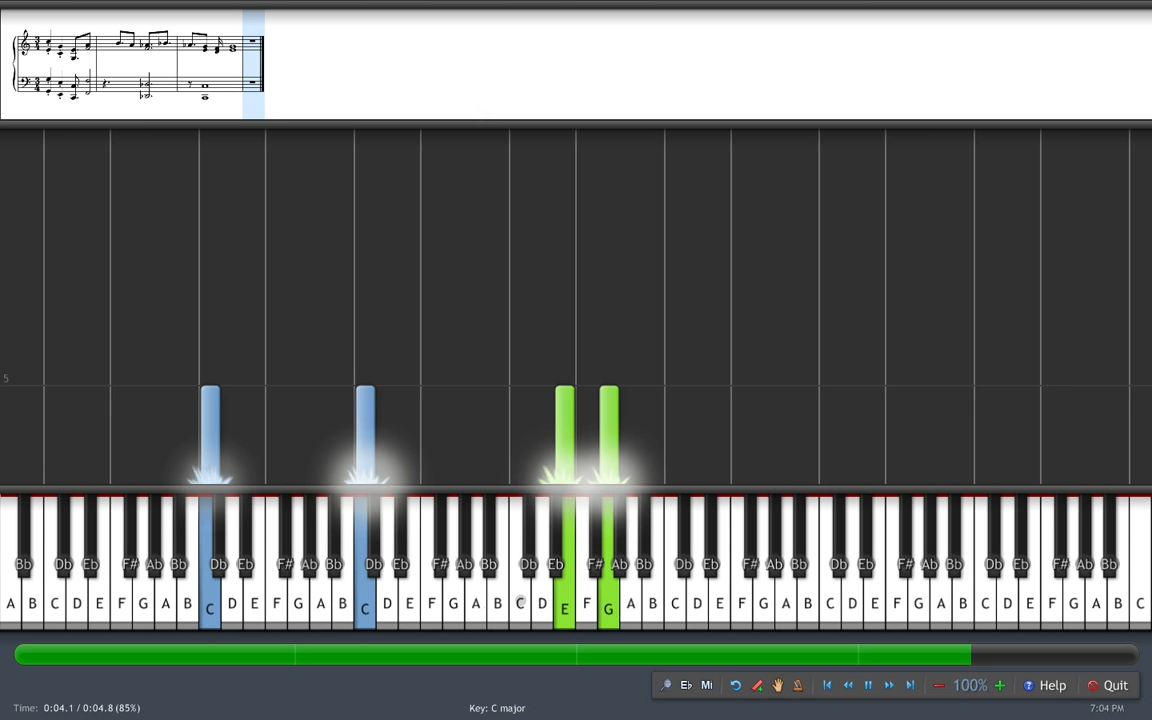 5
Bb Db Eb F# Ab Bb Db Eb F# Ab Bb Db Eb F# Ab Bb Db Eb F# Ab Bb Db Eb F# Ab Bb Db Eb F# Ab Bb Db Eb F# Ab Bb
A B C D E F G A B C D E F G A B C D E F G A B C D E F G A B C D E F G A B C D E F G A B C
Eb Mi 100% Help Quit
Time: 0:04.1 / 0:04.8 (85%) Key: C major 7:04 PM